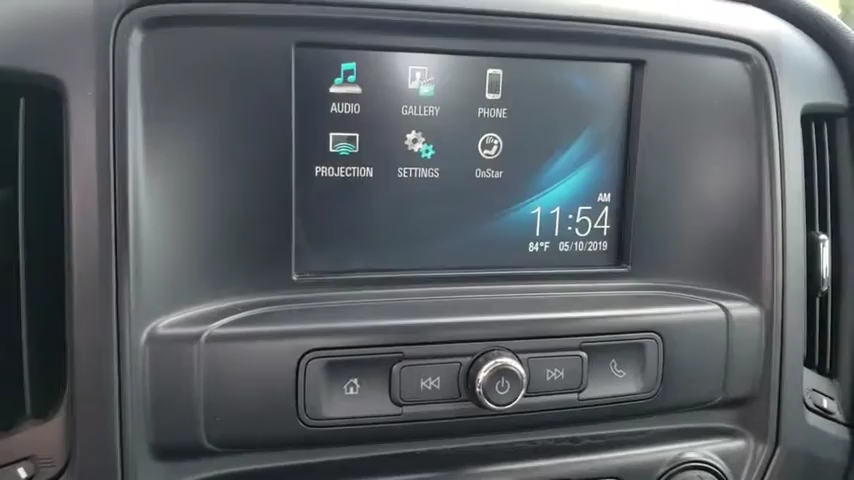 AUDIO
GALLERY
PHONE
PROJECTION
SETTINGS
OnStar
AM
11:54
84°F 05/10/2019